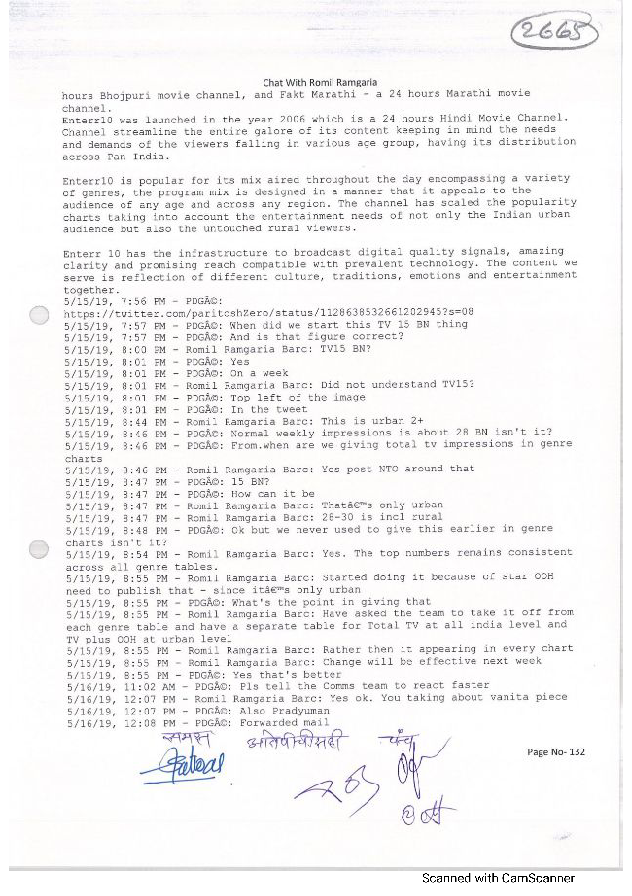 2665
Chat With Romil Ramgaria
hours Bhojpuri movie channel, and Fakt Marathi - a 24 hours Marathi movie
channel.
Enterr10 was launched in the year 2006 which is a 24 hours Hindi Movie Channel.
Channel streamline the entire galore of its content keeping in mind the needs
and demands of the viewers falling in various age group, having its distribution
across Pan India.
Enterr10 is popular for its mix aired throughout the day encompassing a variety
of genres, the program mix is designed in a manner that it appeals to the
audience of any age and across any region. The channel has scaled the popularity
charts taking into account the entertainment needs of not only the Indian urban
audience but also the untouched rural viewers.
Enterr 10 has the infrastructure to broadcast digital quality signals, amazing
clarity and promising reach compatible with prevalent technology. The content we
serve is reflection of different culture, traditions, emotions and entertainment
together.
5/15/19, 7:56 PM - PDGÃ©:
https://twitter.com/paritoshZero/status/1128638532661202945?s=08
5/15/19, 7:57 PM - PDGÃ©: When did we start this TV 15 BN thing
5/15/19, 7:57 PM - PDGÃ©: And is that figure correct?
5/15/19, 8:00 PM - Romil Ramgaria Barc: TV15 BN?
5/15/19, 8:01 PM - PDGÃ©: Yes
5/15/19, 8:01 PM - PDGÃ©: On a week
5/15/19, 8:01 PM - Romil Ramgaria Barc: Did not understand TV15?
5/15/19, 8:01 PM - PDGÃ©: Top left of the image
5/15/19, 8:01 PM - PDGÃ©: In the tweet
5/15/19, 8:44 PM - Romil Ramgaria Barc: This is urban 2+
5/15/19, 8:46 PM - PDGÃ©: Normal weekly impressions is about 28 BN isn't it?
5/15/19, 8:46 PM - PDGÃ©: From.when are we giving total tv impressions in genre
charts
5/15/19, 8:46 PM - Romil Ramgaria Barc: Yes post NTO around that
5/15/19, 8:47 PM - PDGÃ©: 15 BN?
5/15/19, 8:47 PM - PDGÃ©: How can it be
5/15/19, 8:47 PM - Romil Ramgaria Barc: Thatâ€™s only urban
5/15/19, 8:47 PM - Romil Ramgaria Barc: 28-30 is incl rural
5/15/19, 8:48 PM - PDGÃ©: Ok but we never used to give this earlier in genre
charts isn't it?
5/15/19, 8:54 PM - Romil Ramgaria Barc: Yes. The top numbers remains consistent
across all genre tables.
5/15/19, 8:55 PM - Romil Ramgaria Barc: Started doing it because of star OOH
need to publish that - since itâ€™s only urban
5/15/19, 8:55 PM - PDGÃ©: What's the point in giving that
5/15/19, 8:55 PM - Romil Ramgaria Barc: Have asked the team to take it off from
each genre table and have a separate table for Total TV at all india level and
TV plus OOH at urban level
5/15/19, 8:55 PM - Romil Ramgaria Barc: Rather then it appearing in every chart
5/15/19, 8:55 PM - Romil Ramgaria Barc: Change will be effective next week
5/15/19, 8:55 PM - PDGÃ©: Yes that's better
5/16/19, 11:02 AM - PDGÃ©: Pls tell the Comms team to react faster
5/16/19, 12:07 PM - Romil Ramgaria Barc: Yes ok. You taking about vanita piece
5/16/19, 12:07 PM - PDGÃ©: Also Pradyuman
5/16/19, 12:08 PM - PDGÃ©: Forwarded mail
समक्ष
पंच
Page No- 132
Scanned with CamScanner